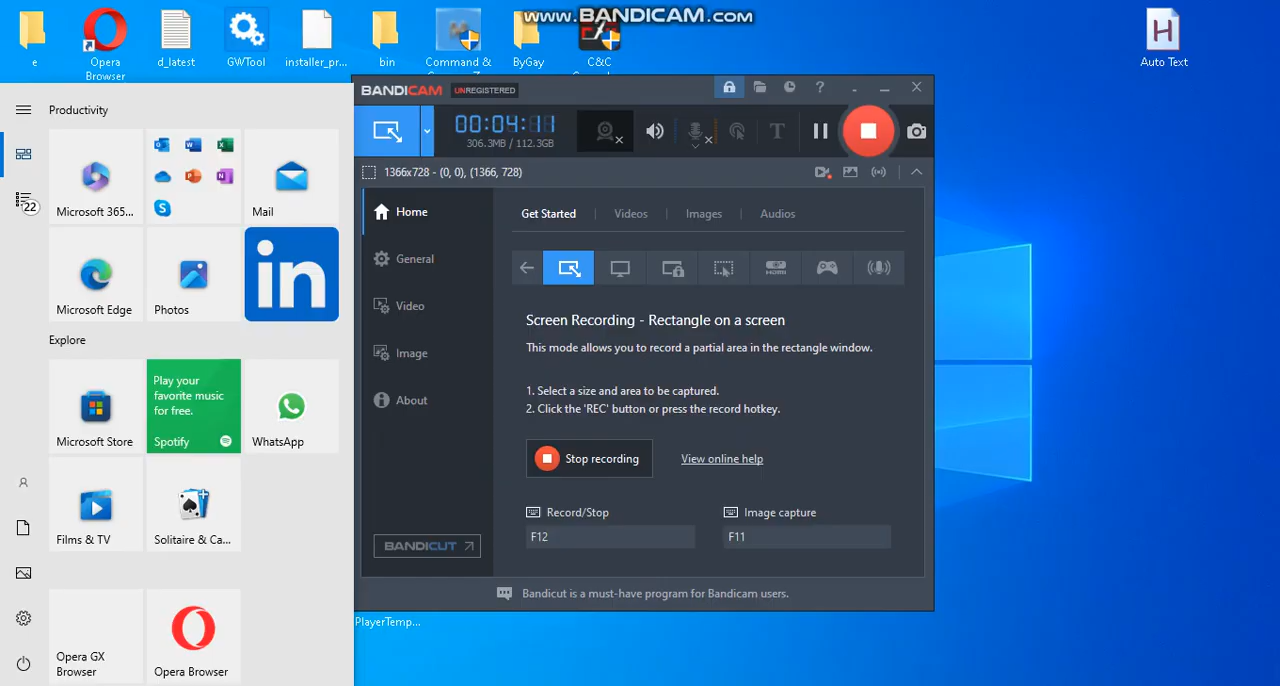 www.BANDICAM.com
e
Opera
Browser
d_latest
GWTool
installer_pr...
bin
Command &
ByGay
C&C
H
Auto Text
Productivity
Microsoft 365...
Mail
Microsoft Edge
Photos
in
22
Explore
Microsoft Store
Play your
favorite music
for free.
Spotify
WhatsApp
Films & TV
Solitaire & Ca...
Opera GX
Browser
Opera Browser
BANDICAM UNREGISTERED
00:04:11
306.3MB / 112.3GB
1366x728 - (0, 0), (1366, 728)
Home
General
Video
Image
About
BANDICUT
Get Started
Videos
Images
Audios
HDMI
Screen Recording - Rectangle on a screen
This mode allows you to record a partial area in the rectangle window.
1. Select a size and area to be captured.
2. Click the 'REC' button or press the record hotkey.
Stop recording
View online help
Record/Stop
Image capture
F12
F11
Bandicut is a must-have program for Bandicam users.
PlayerTemp...